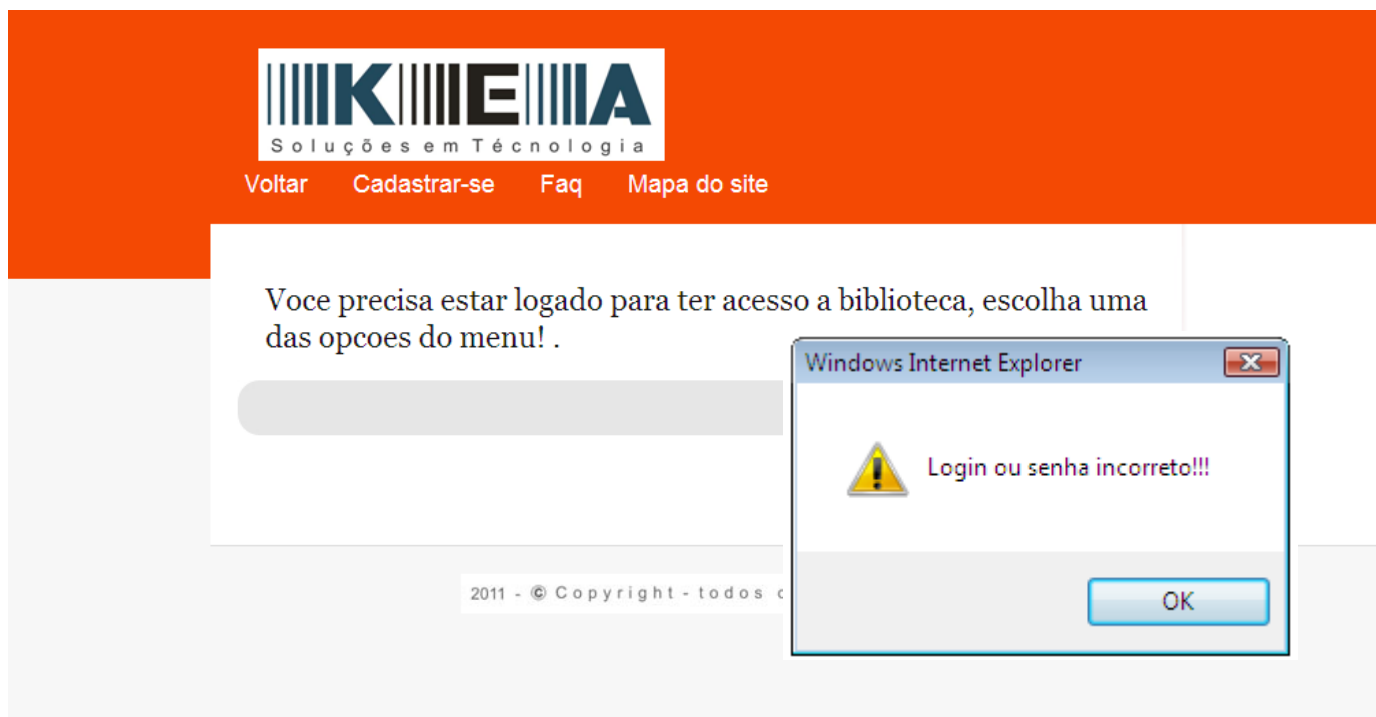 KEA
Soluções em Técnologia
Voltar Cadastrar-se Faq Mapa do site
Voce precisa estar logado para ter acesso a biblioteca, escolha uma
das opcoes do menu! .
Windows Internet Explorer
Login ou senha incorreto!!!
OK
2011 - © Copyright - todos